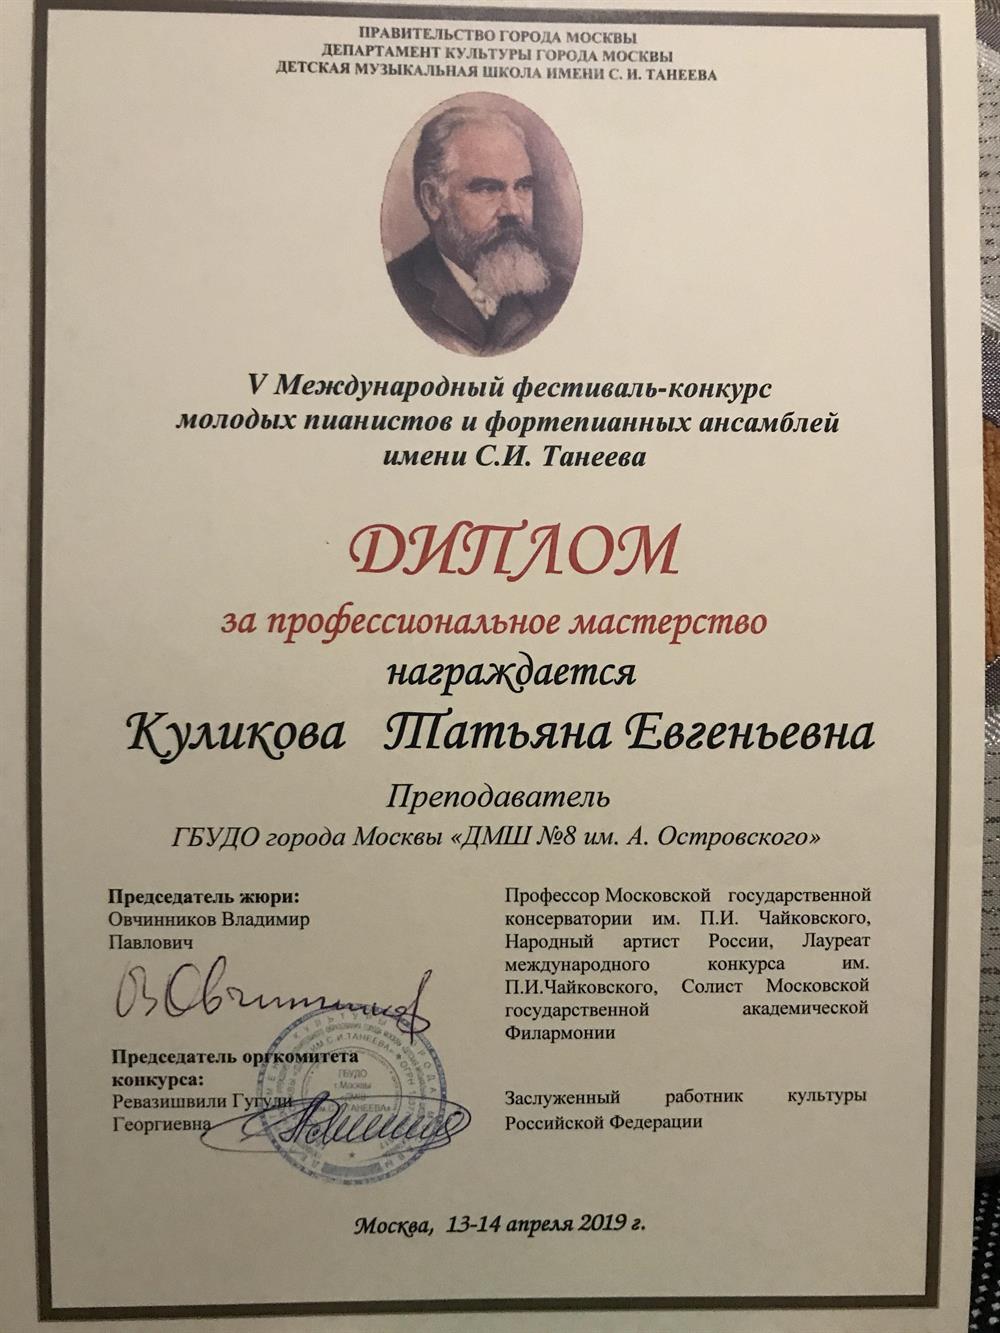 ПРАВИТЕЛЬСТВО ГОРОДА МОСКВЫ
ДЕПАРТАМЕНТ КУЛЬТУРЫ ГОРОДА МОСКВЫ
ДЕТСКАЯ МУЗЫКАЛЬНАЯ ШКОЛА ИМЕНИ С. И. ТАНЕЕВА
V Международный фестиваль-конкурс
молодых пианистов и фортепианных ансамблей
имени С.И. Танеева
ДИПЛОМ
за профессиональное мастерство
награждается
Куликова Татьяна Евгеньевна
Преподаватель
ГБУДО города Москвы «ДМШ №8 им. А. Островского»
Председатель жюри:
Овчинников Владимир
Павлович
Профессор Московской государственной
консерватории им. П.И. Чайковского,
Народный артист России, Лауреат
международного конкурса им.
П.И.Чайковского, Солист Московской
государственной академической
Филармонии
Председатель оргкомитета
конкурса:
Ревазишвили Гугули
Георгиевна
Заслуженный работник культуры
Российской Федерации
ГБУДО
г.Москвы
Москва, 13-14 апреля 2019 г.